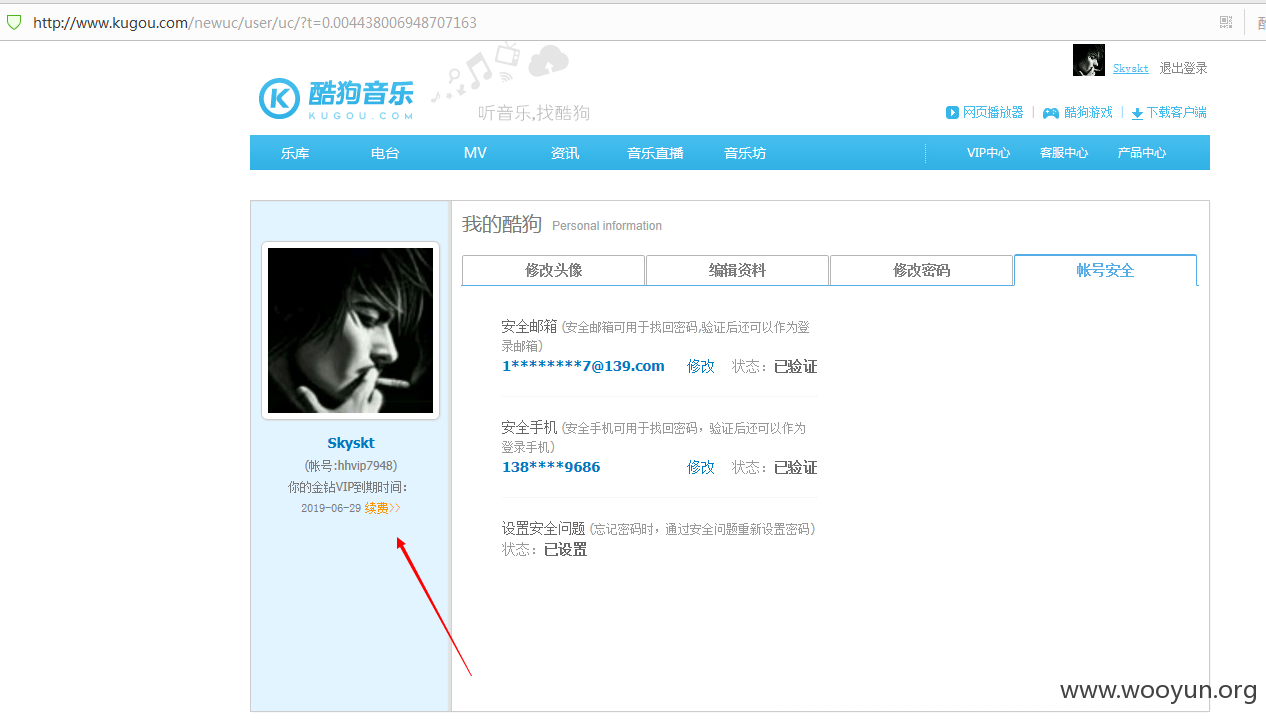 http://www.kugou.com/newuc/user/uc/?t=0.004438006948707163
酷
Skyskt 退出登录
K 酷狗音乐
KUGOU.COM
听音乐,找酷狗
网页播放器 | 酷狗游戏 | 下载客户端
乐库 电台 MV 资讯 音乐直播 音乐坊 VIP中心 客服中心 产品中心
我的酷狗 Personal information
修改头像 编辑资料 修改密码 帐号安全
安全邮箱 (安全邮箱可用于找回密码,验证后还可以作为登
录邮箱)
1********7@139.com 修改 状态：已验证
安全手机 (安全手机可用于找回密码，验证后还可以作为
登录手机)
138****9686 修改 状态：已验证
设置安全问题 (忘记密码时，通过安全问题重新设置密码)
状态：已设置
Skyskt
(帐号:hhvip7948)
你的金钻VIP到期时间：
2019-06-29 续费>>
www.wooyun.org